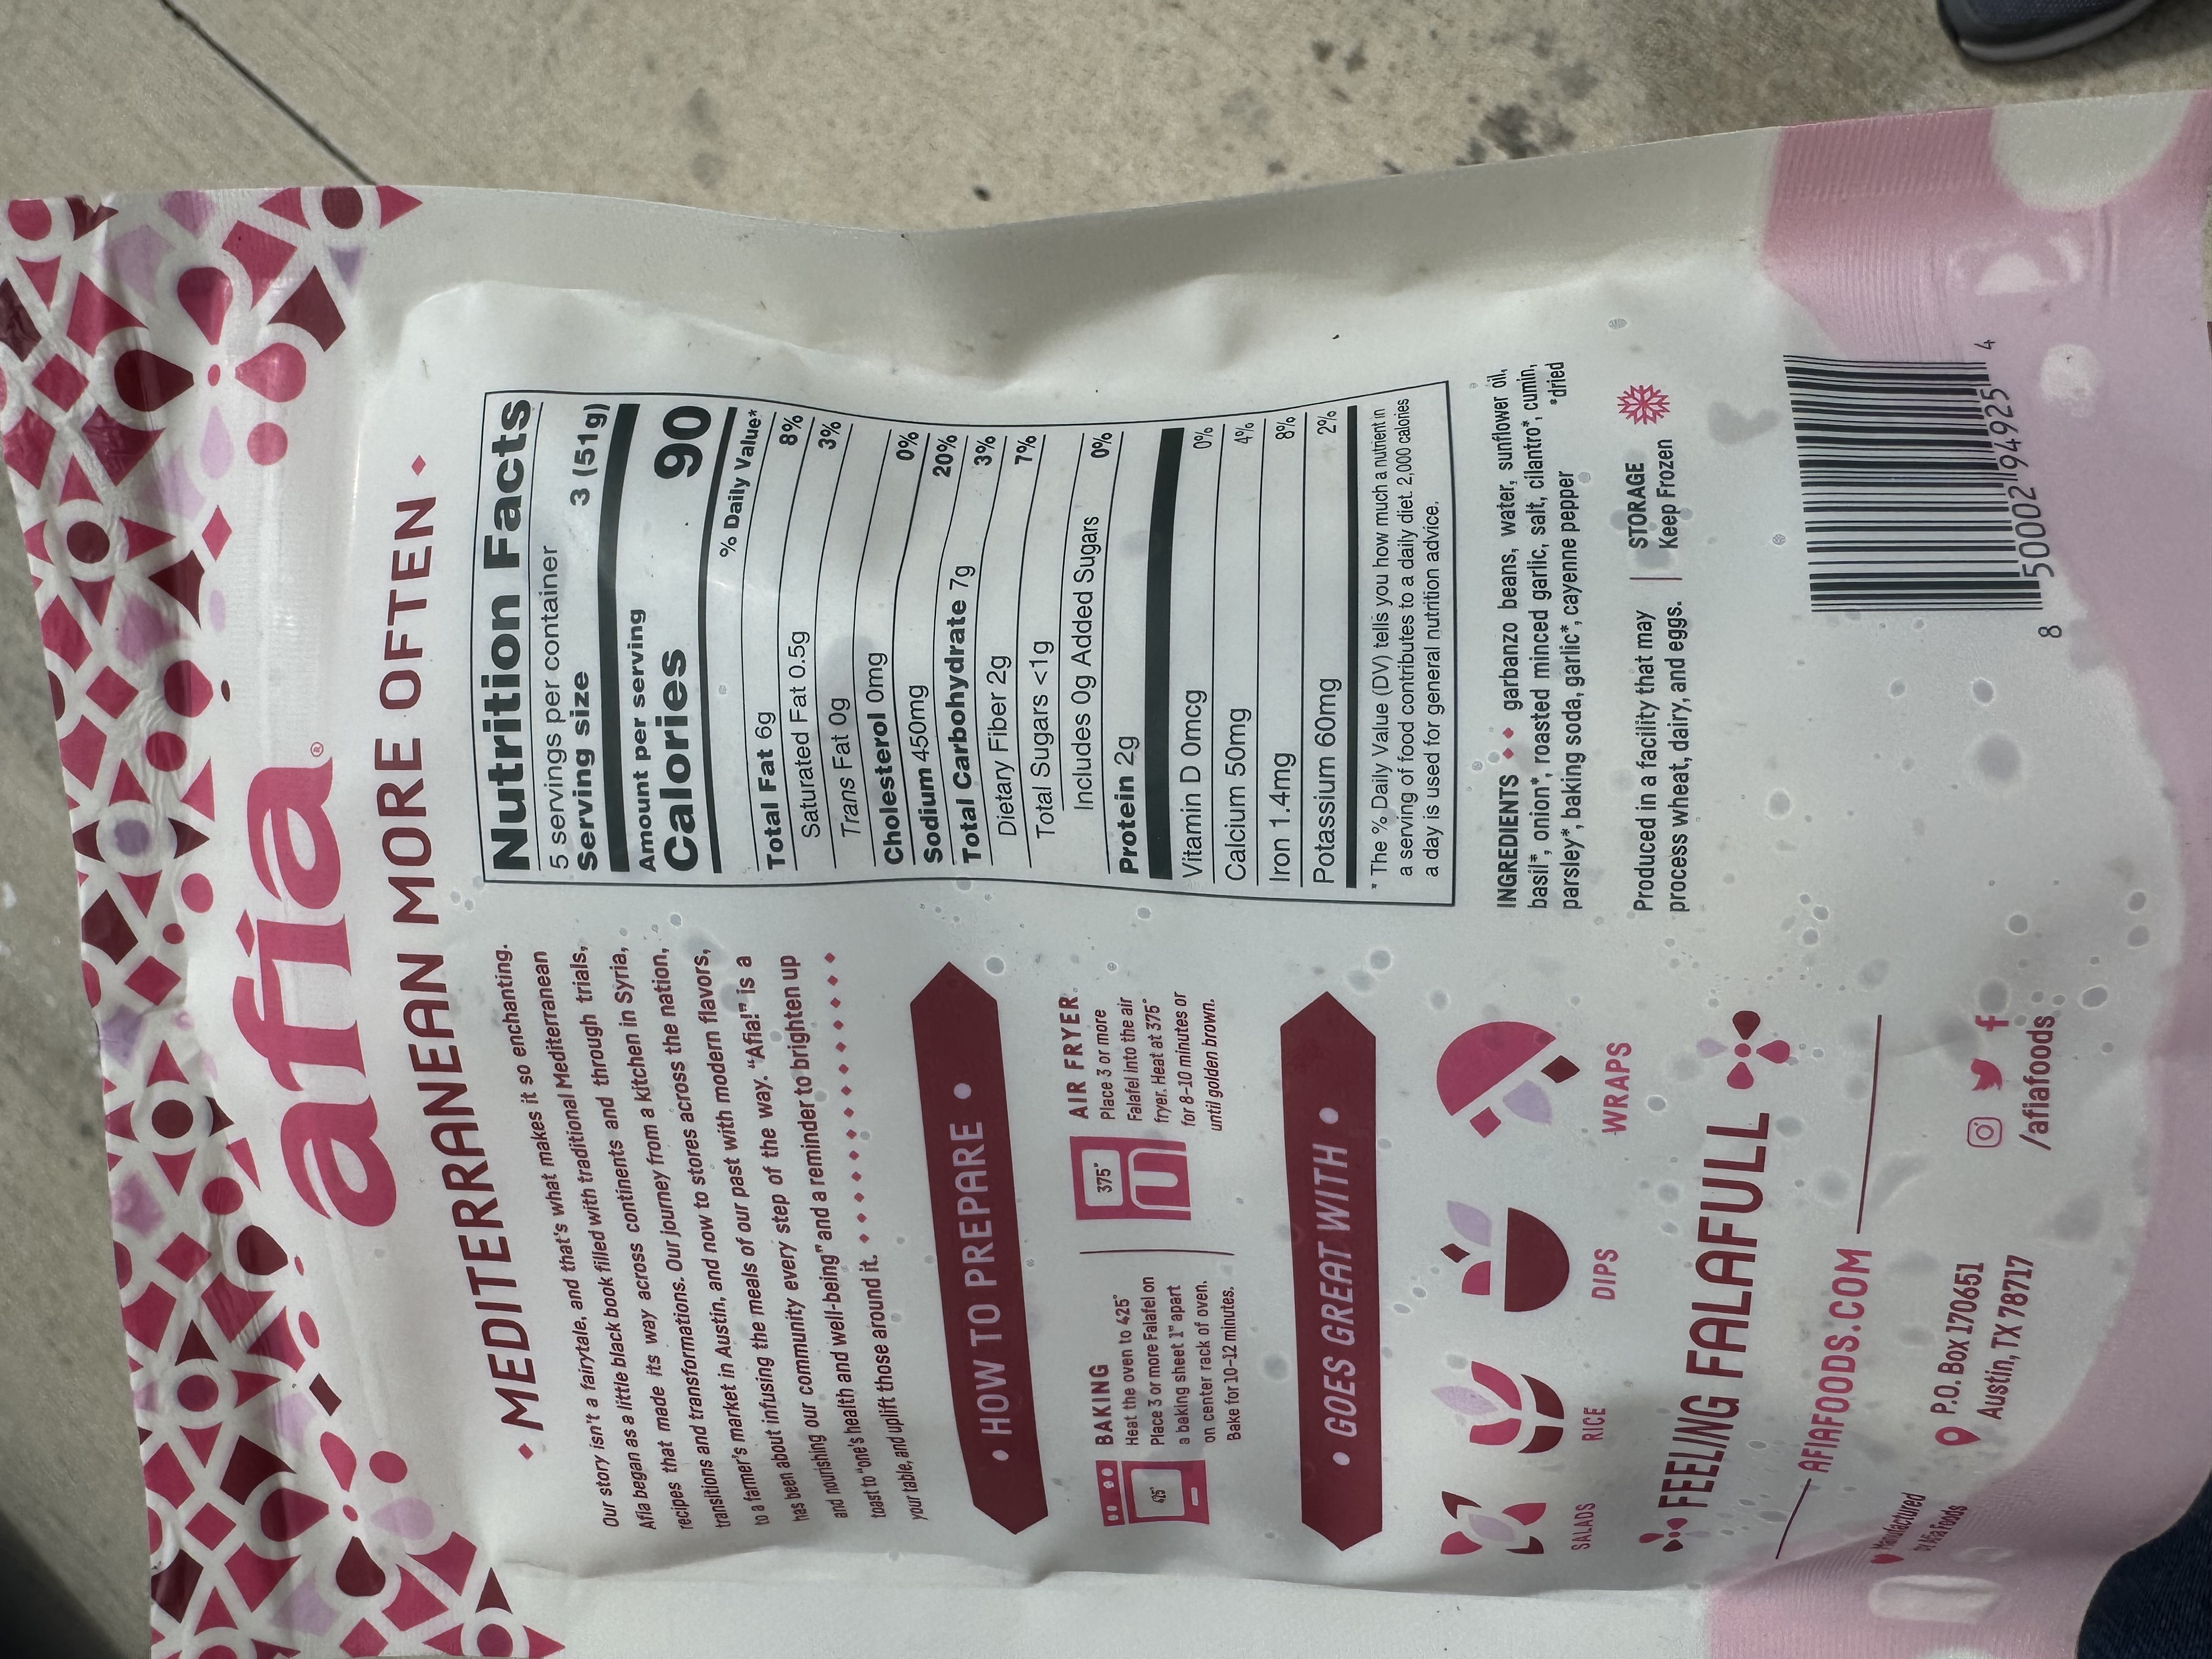 afia®
• MEDITERRANEAN MORE OFTEN •
Our story isn't a fairytale, and that's what makes it so enchanting.
Afia began as a little black book filled with traditional Mediterranean
recipes that made its way across continents and through trials,
transitions and transformations. Our journey from a kitchen in Syria,
to a farmer's market in Austin, and now to stores across the nation,
has been about infusing the meals of our past with modern flavors,
and nourishing our community every step of the way. "Afia!" is a
toast to "one's health and well-being" and a reminder to brighten up
your table, and uplift those around it.
• HOW TO PREPARE •
425°
BAKING
Heat the oven to 425°
Place 3 or more Falafel on
a baking sheet 1" apart
on center rack of oven.
Bake for 10–12 minutes.
375°
AIR FRYER
Place 3 or more
Falafel into the air
fryer. Heat at 375°
for 8–10 minutes or
until golden brown.
• GOES GREAT WITH •
SALADS
RICE
DIPS
WRAPS
FEELING FALAFULL
AFIAFOODS.COM
Manufactured
by Afia Foods
P.O. Box 170651
Austin, TX 78717
/afiafoods
Nutrition Facts
5 servings per container
Serving size 3 (51g)
Amount per serving
Calories 90
% Daily Value*
Total Fat 6g 8%
Saturated Fat 0.5g 3%
Trans Fat 0g
Cholesterol 0mg 0%
Sodium 450mg 20%
Total Carbohydrate 7g 3%
Dietary Fiber 2g 7%
Total Sugars <1g
Includes 0g Added Sugars 0%
Protein 2g
Vitamin D 0mcg 0%
Calcium 50mg 4%
Iron 1.4mg 8%
Potassium 60mg 2%
* The % Daily Value (DV) tells you how much a nutrient in
a serving of food contributes to a daily diet. 2,000 calories
a day is used for general nutrition advice.
INGREDIENTS garbanzo beans, water, sunflower oil,
basil*, onion*, roasted minced garlic, salt, cilantro*, cumin,
parsley*, baking soda, garlic*, cayenne pepper *dried
Produced in a facility that may
process wheat, dairy, and eggs.
STORAGE
Keep Frozen
8 50002 94925 4